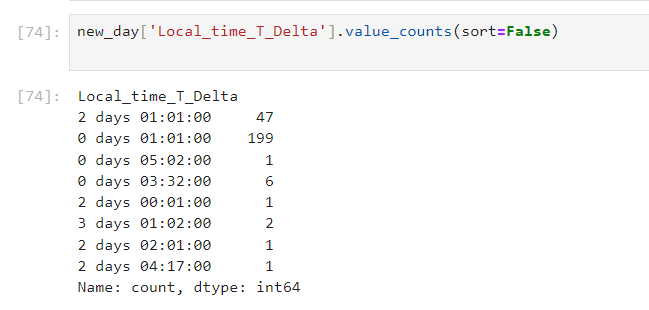 [74]: new_day['Local_time_T_Delta'].value_counts(sort=False)
[74]: Local_time_T_Delta
2 days 01:01:00 47
0 days 01:01:00 199
0 days 05:02:00 1
0 days 03:32:00 6
2 days 00:01:00 1
3 days 01:02:00 2
2 days 02:01:00 1
2 days 04:17:00 1
Name: count, dtype: int64